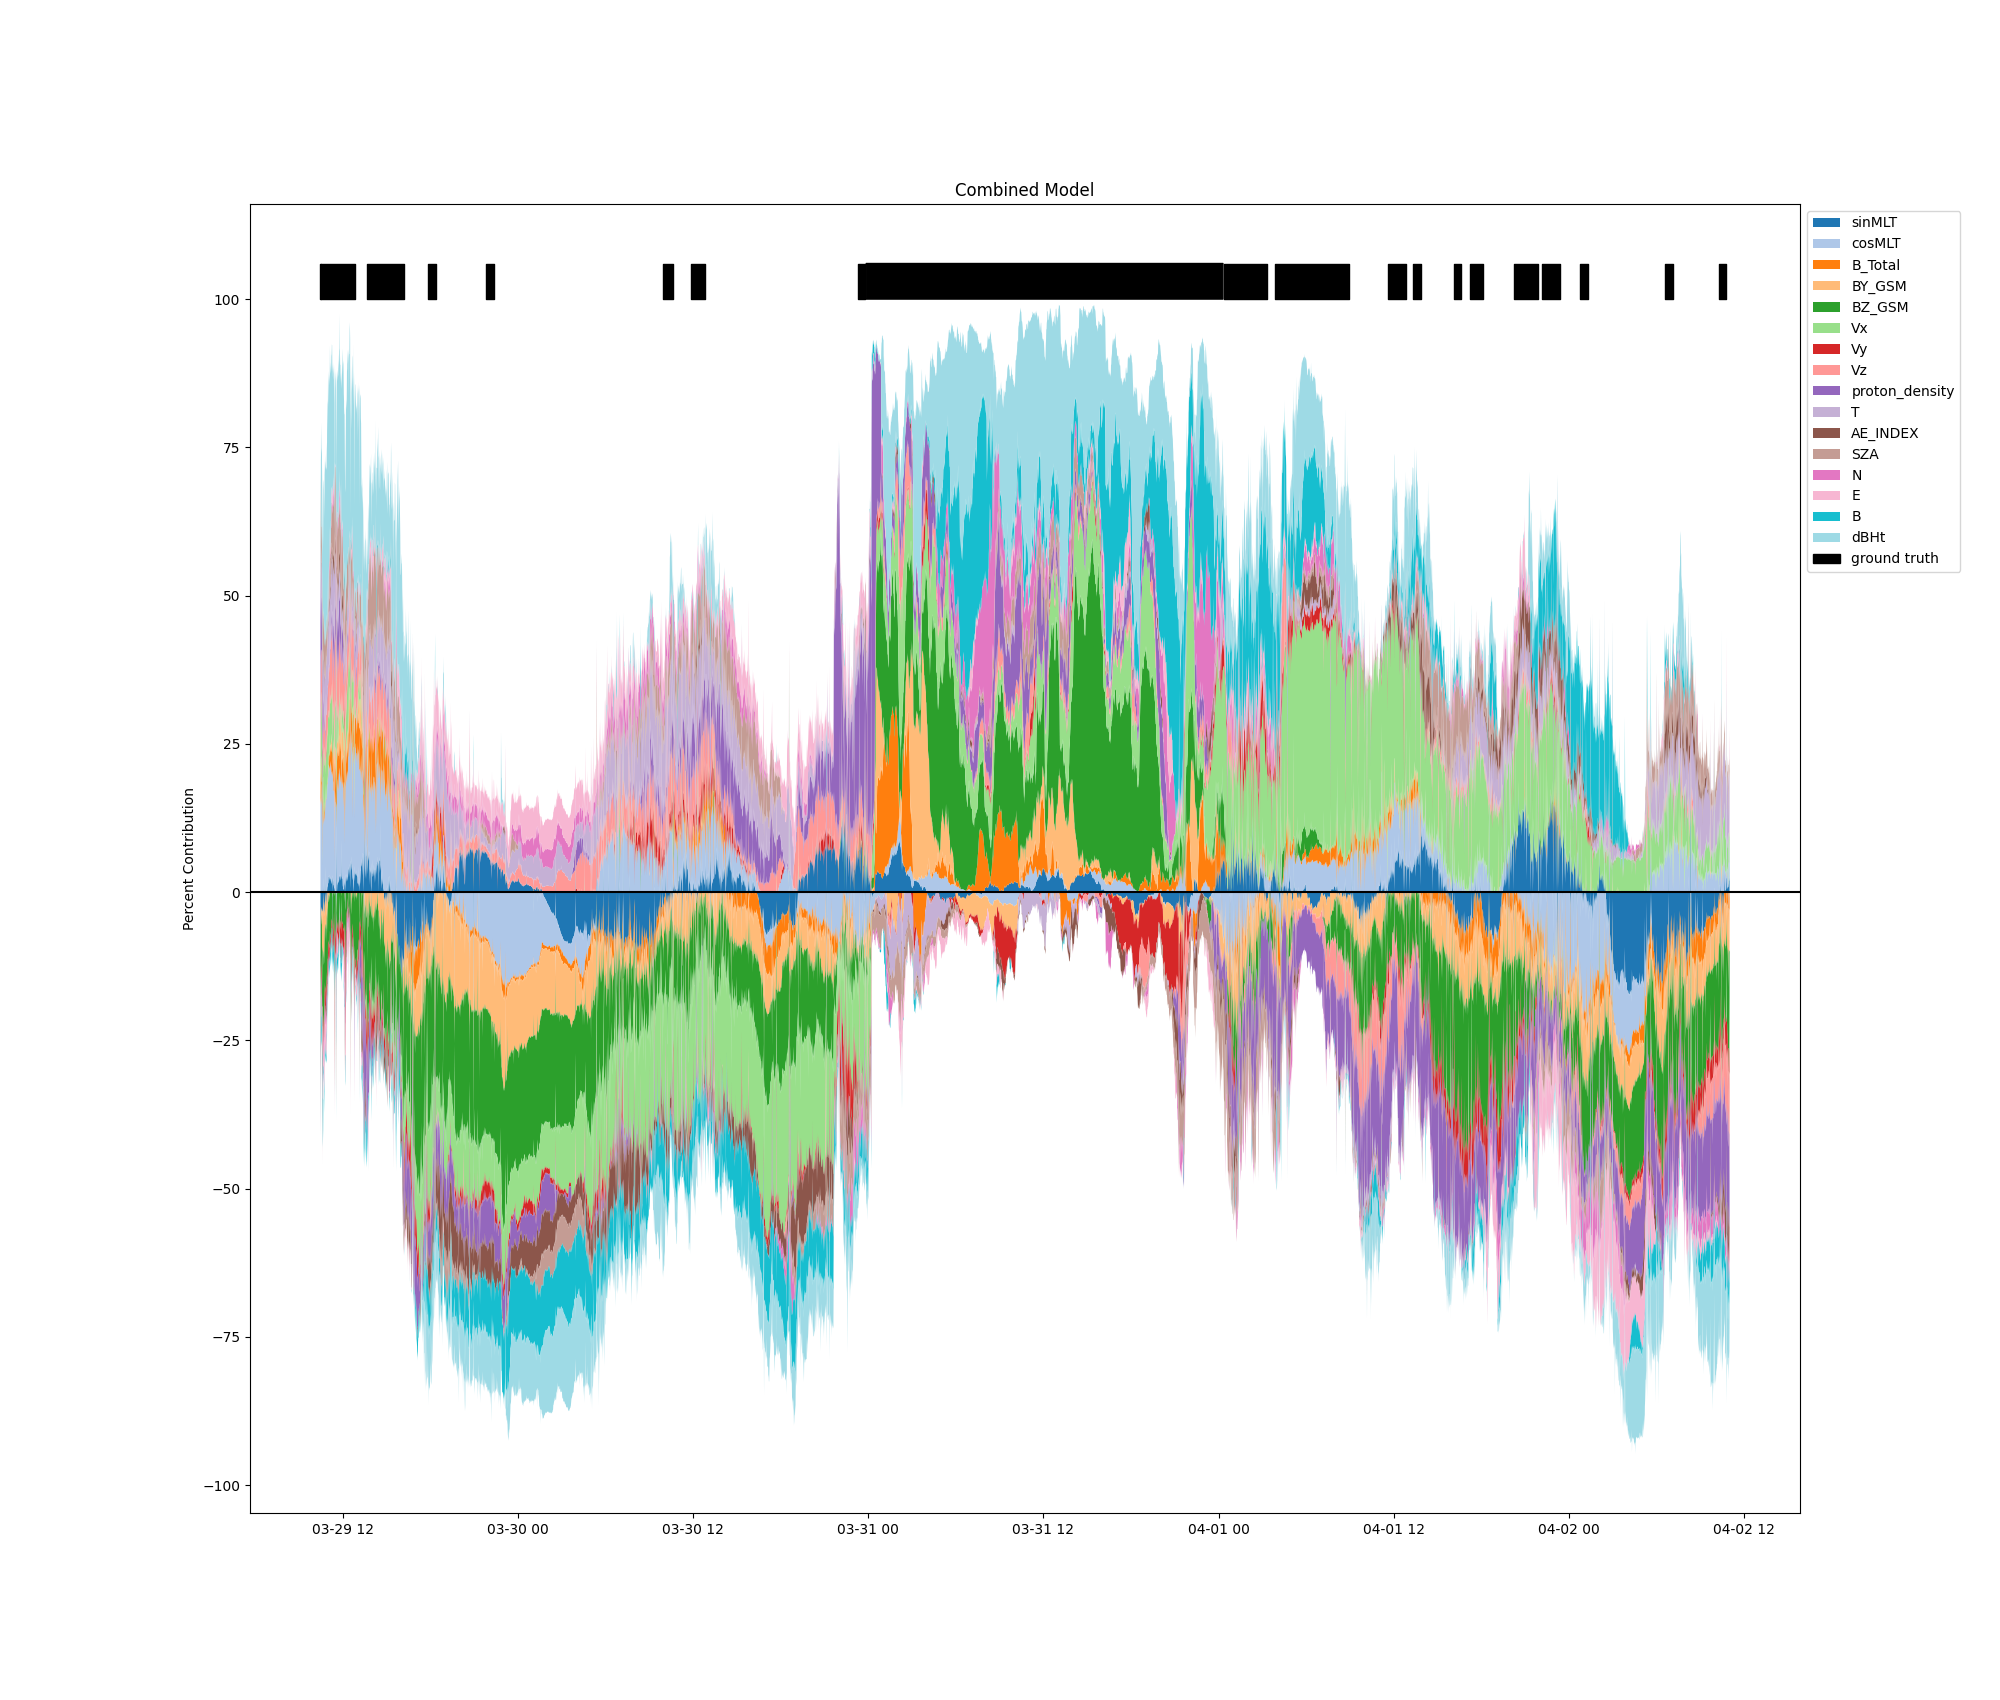 Combined Model
Percent Contribution
100
75
50
25
0
−25
−50
−75
−100
03-29 12
03-30 00
03-30 12
03-31 00
03-31 12
04-01 00
04-01 12
04-02 00
04-02 12
sinMLT
cosMLT
B_Total
BY_GSM
BZ_GSM
Vx
Vy
Vz
proton_density
T
AE_INDEX
SZA
N
E
B
dBHt
ground truth